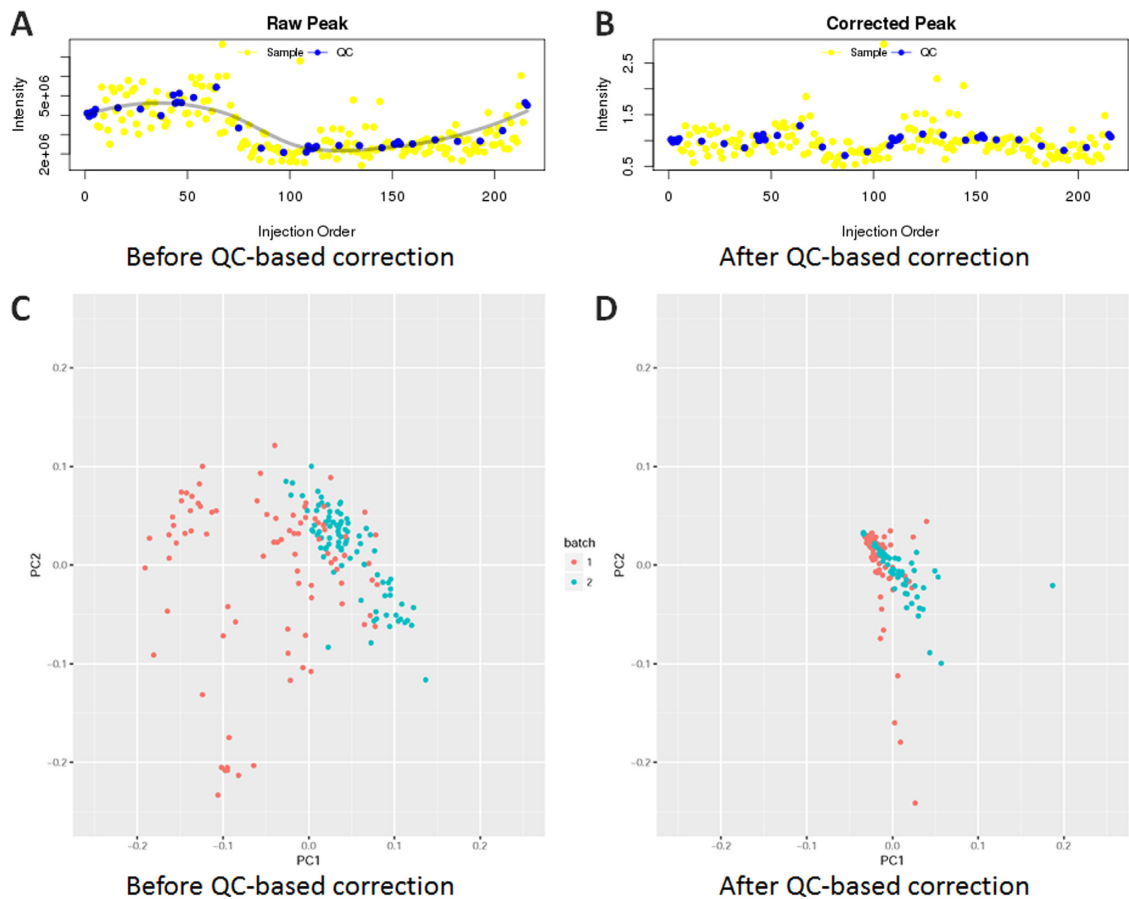 A
Raw Peak
Sample QC
Intensity
5e+06
2e+06
0 50 100 150 200
Injection Order
Before QC-based correction
B
Corrected Peak
Sample QC
Intensity
2.5
1.5
0.5
0 50 100 150 200
Injection Order
After QC-based correction
C
PC2
0.2
0.1
0.0
−0.1
−0.2
−0.2 −0.1 0.0 0.1 0.2
PC1
Before QC-based correction
batch
1
2
D
PC2
0.2
0.1
0.0
−0.1
−0.2
−0.2 −0.1 0.0 0.1 0.2
PC1
After QC-based correction